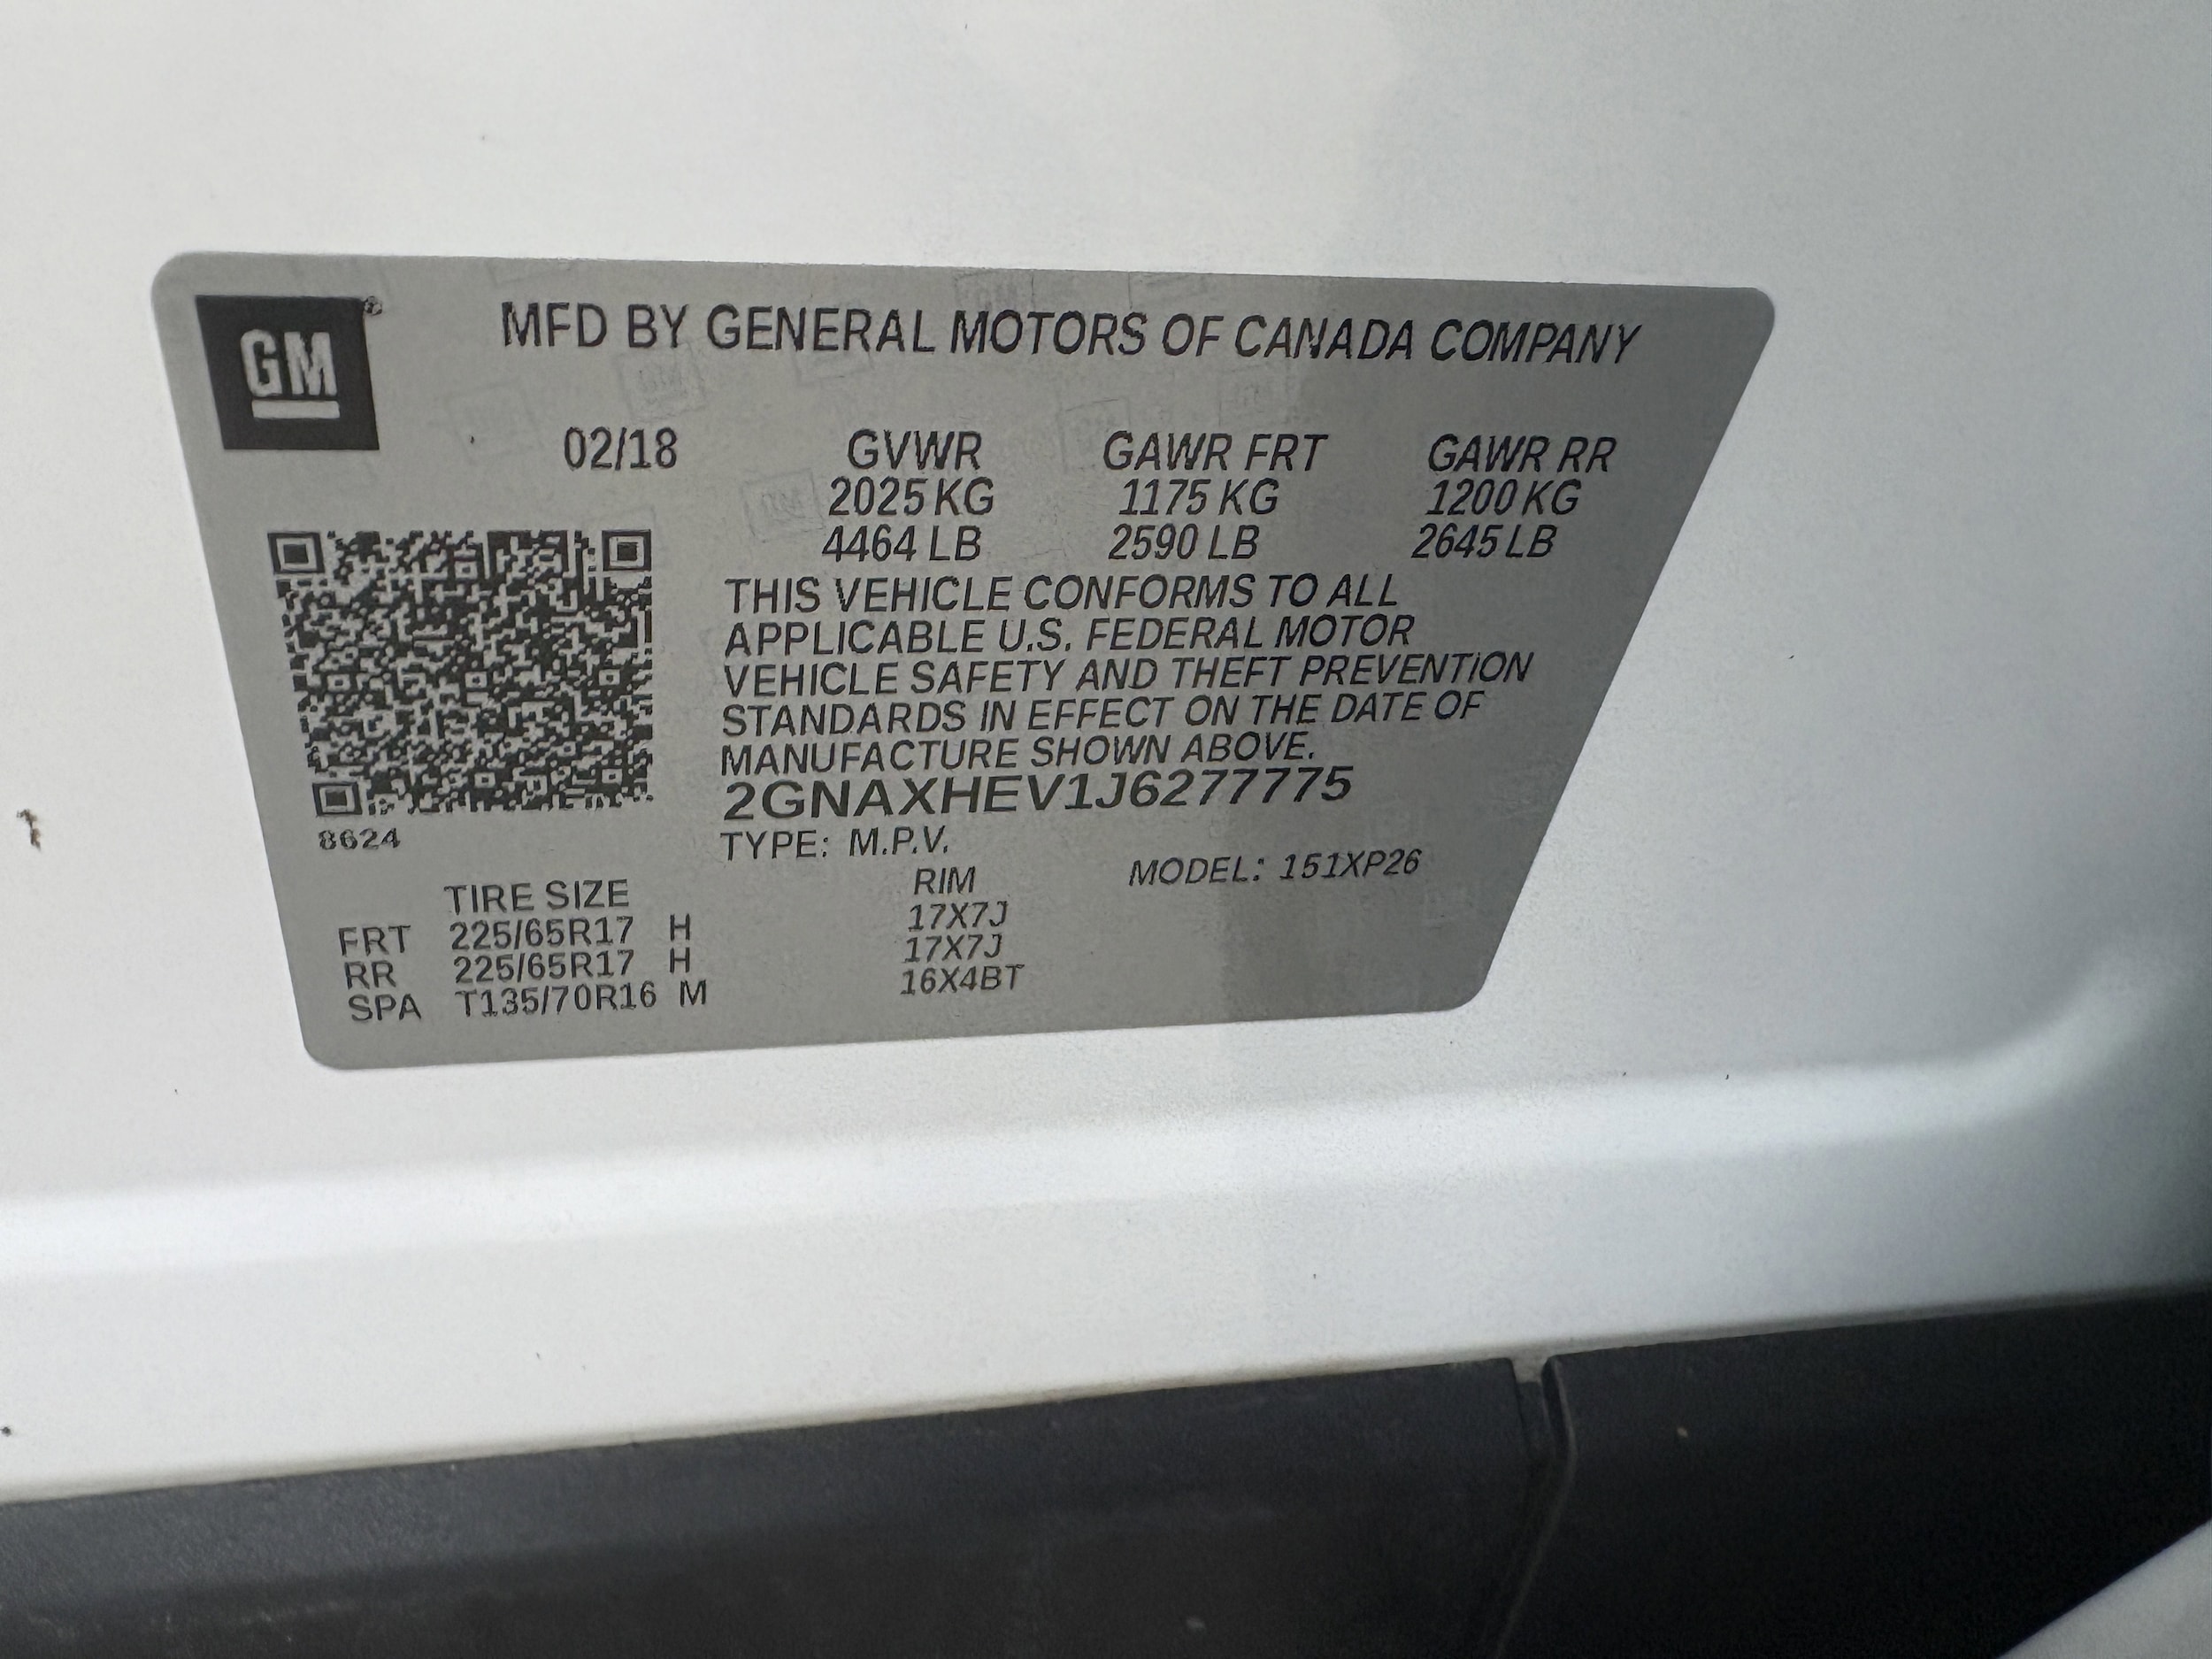 GM®
MFD BY GENERAL MOTORS OF CANADA COMPANY
02/18 GVWR GAWR FRT GAWR RR
2025 KG 1175 KG 1200 KG
4464 LB 2590 LB 2645 LB
THIS VEHICLE CONFORMS TO ALL
APPLICABLE U.S. FEDERAL MOTOR
VEHICLE SAFETY AND THEFT PREVENTION
STANDARDS IN EFFECT ON THE DATE OF
MANUFACTURE SHOWN ABOVE.
2GNAXHEV1J6277775
8624
TYPE: M.P.V. MODEL: 151XP26
TIRE SIZE RIM
FRT 225/65R17 H 17X7J
RR 225/65R17 H 17X7J
SPA T135/70R16 M 16X4BT